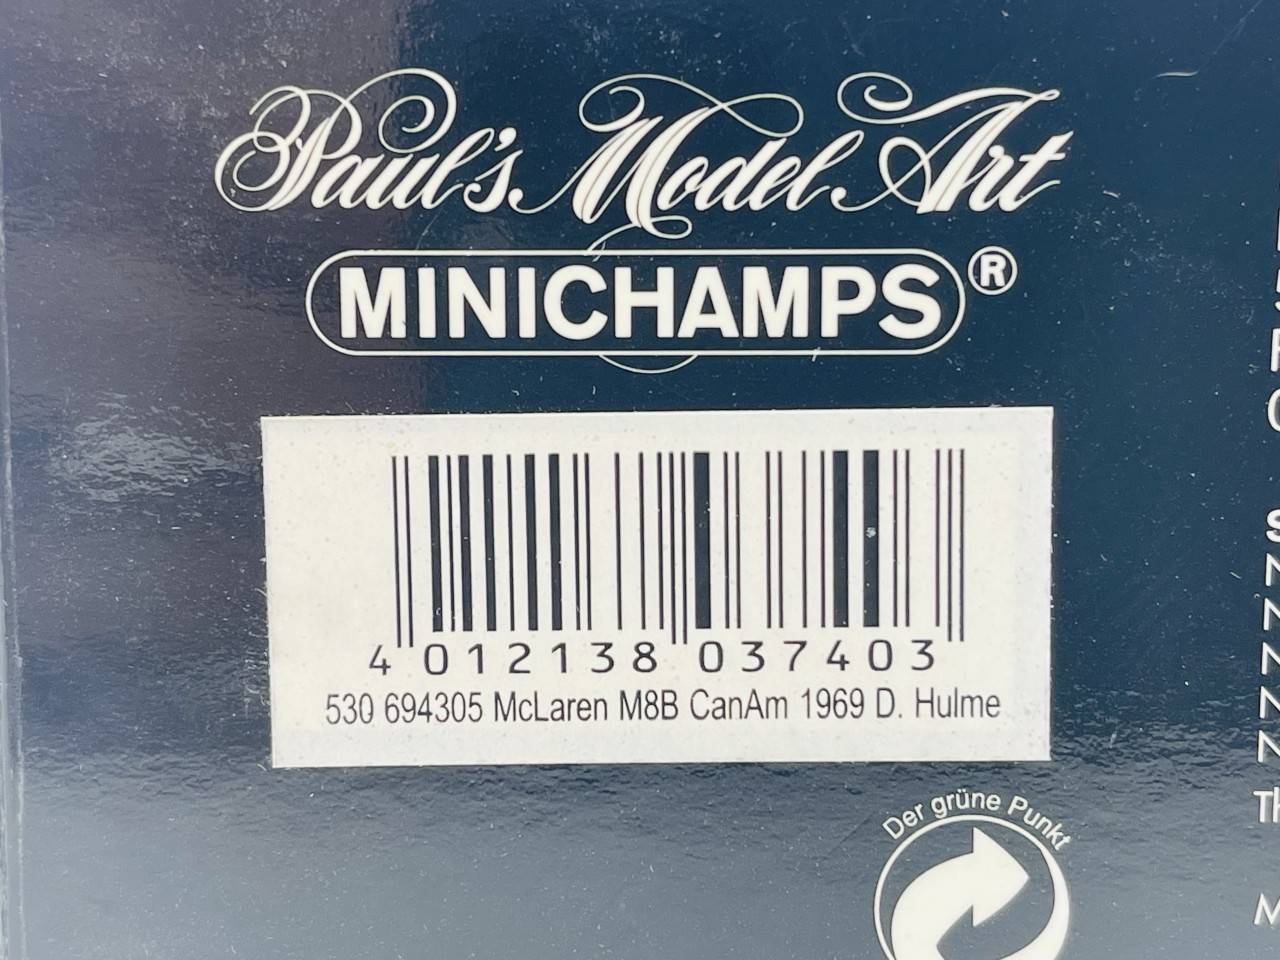 Paul's Model Art
MINICHAMPS®
4 012138 037403
530 694305 McLaren M8B CanAm 1969 D. Hulme
Der grüne Punkt